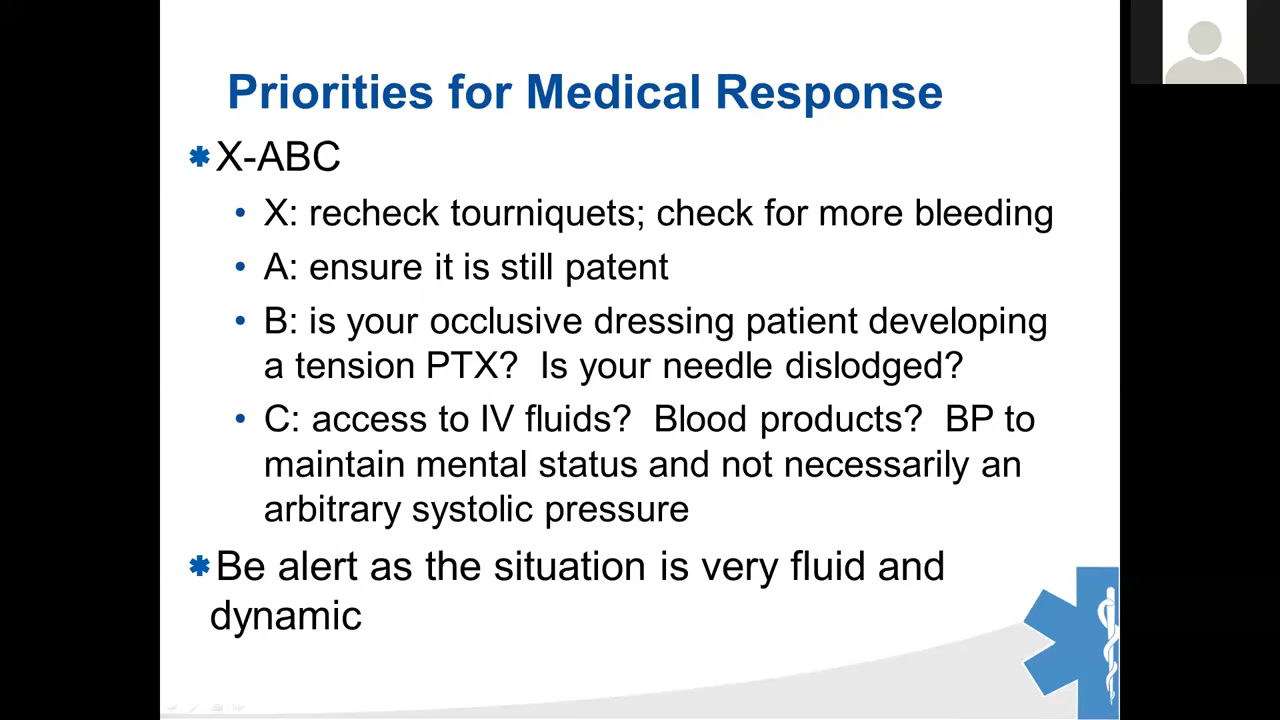 Priorities for Medical Response
X-ABC
• X: recheck tourniquets; check for more bleeding
• A: ensure it is still patent
• B: is your occlusive dressing patient developing
a tension PTX? Is your needle dislodged?
• C: access to IV fluids? Blood products? BP to
maintain mental status and not necessarily an
arbitrary systolic pressure
Be alert as the situation is very fluid and
dynamic